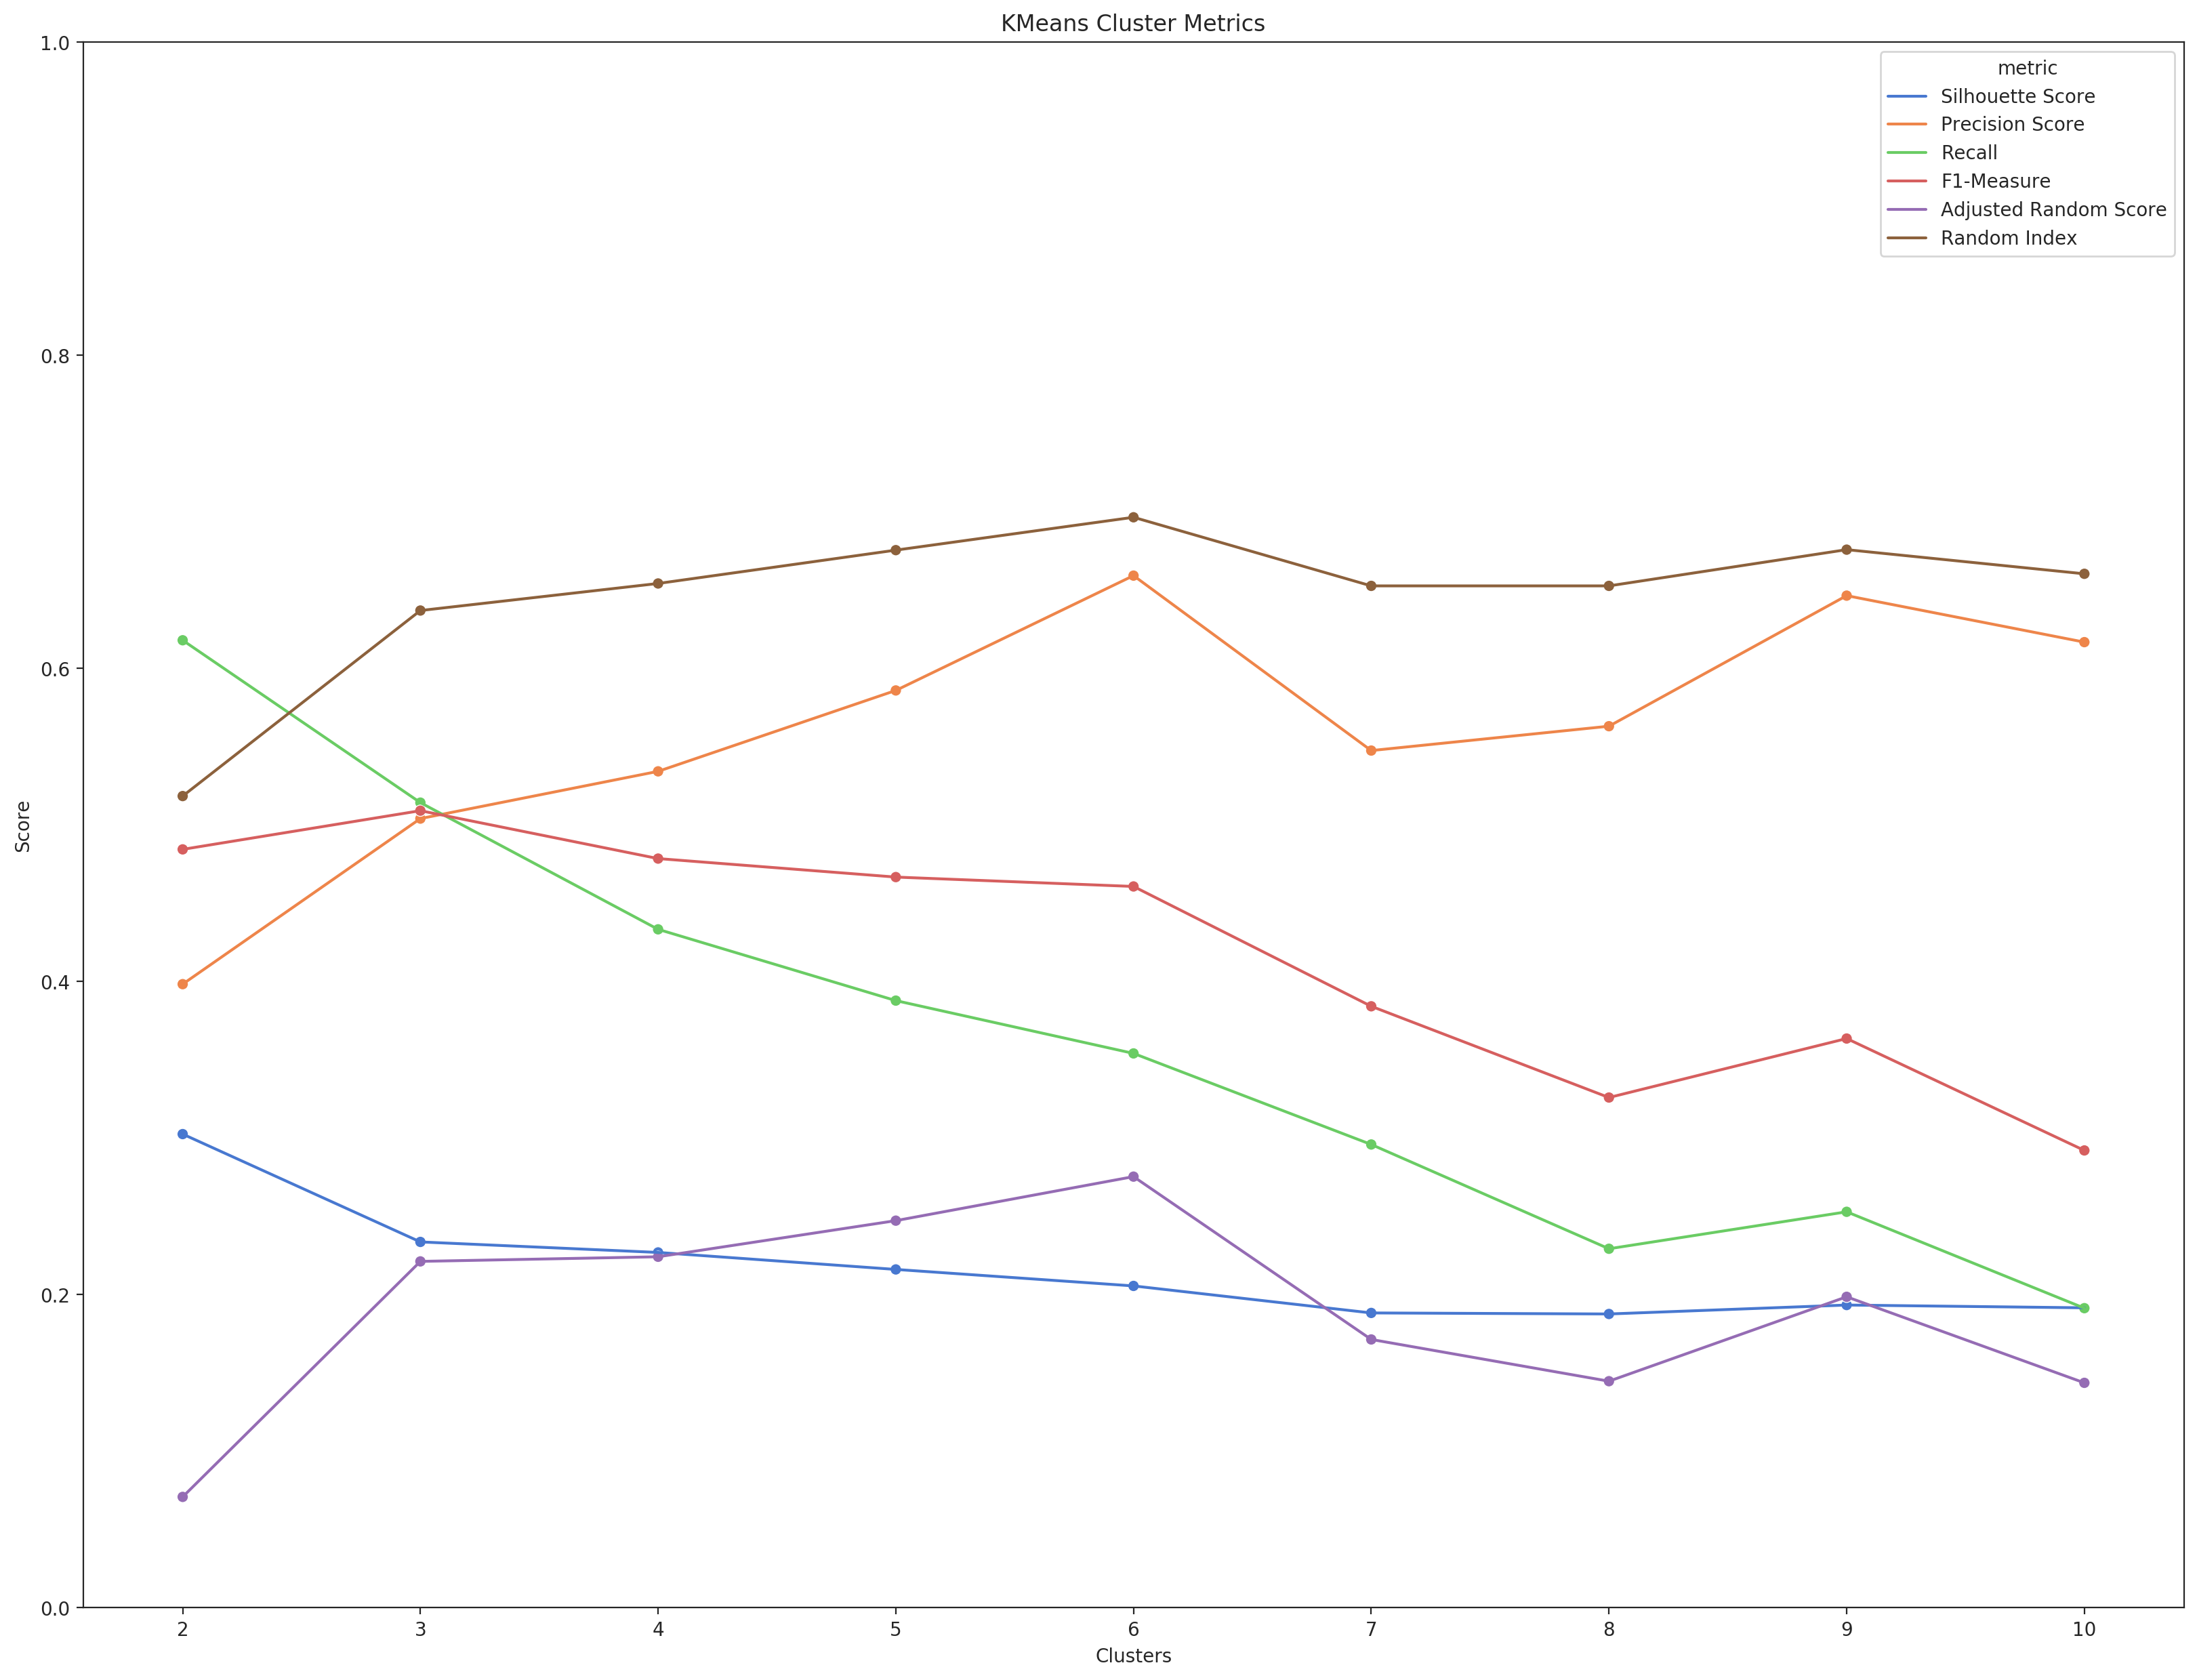 KMeans Cluster Metrics
1.0
0.8
0.6
0.4
0.2
0.0
Score
metric
Silhouette Score
Precision Score
Recall
F1-Measure
Adjusted Random Score
Random Index
2 3 4 5 6 7 8 9 10
Clusters